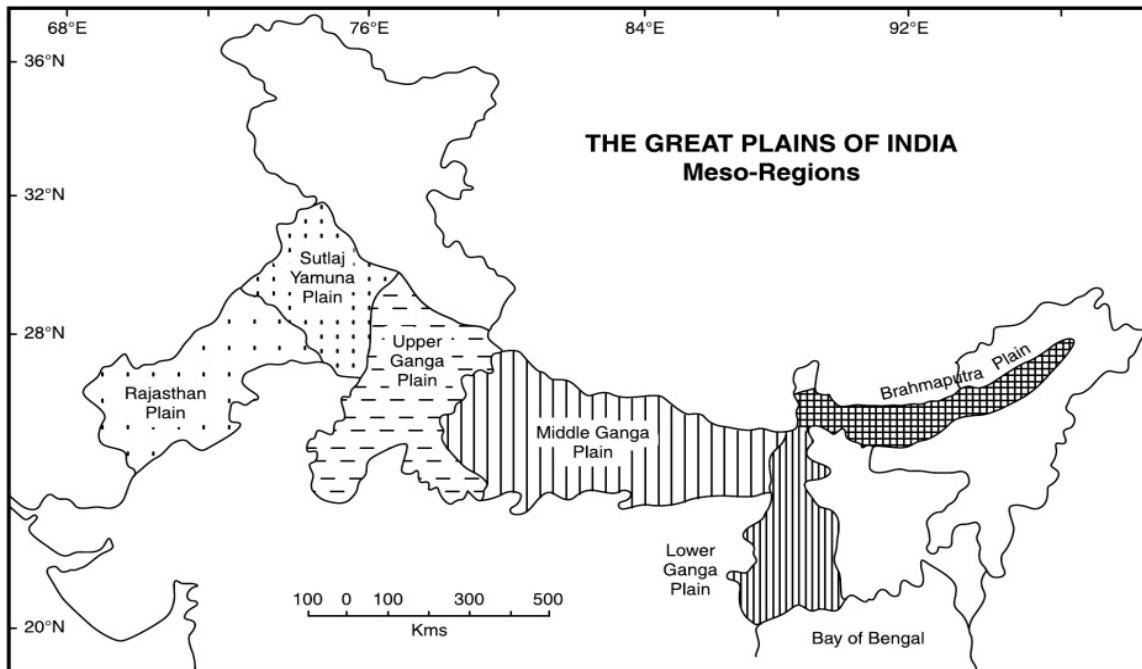 68°E 76°E 84°E 92°E
36°N
THE GREAT PLAINS OF INDIA
Meso-Regions
32°N
Sutlaj
Yamuna
Plain
28°N
Upper
Ganga
Plain
Brahmaputra Plain
Rajasthan
Plain
Middle Ganga
Plain
Lower
Ganga
Plain
100 0 100 300 500
Kms
20°N
Bay of Bengal